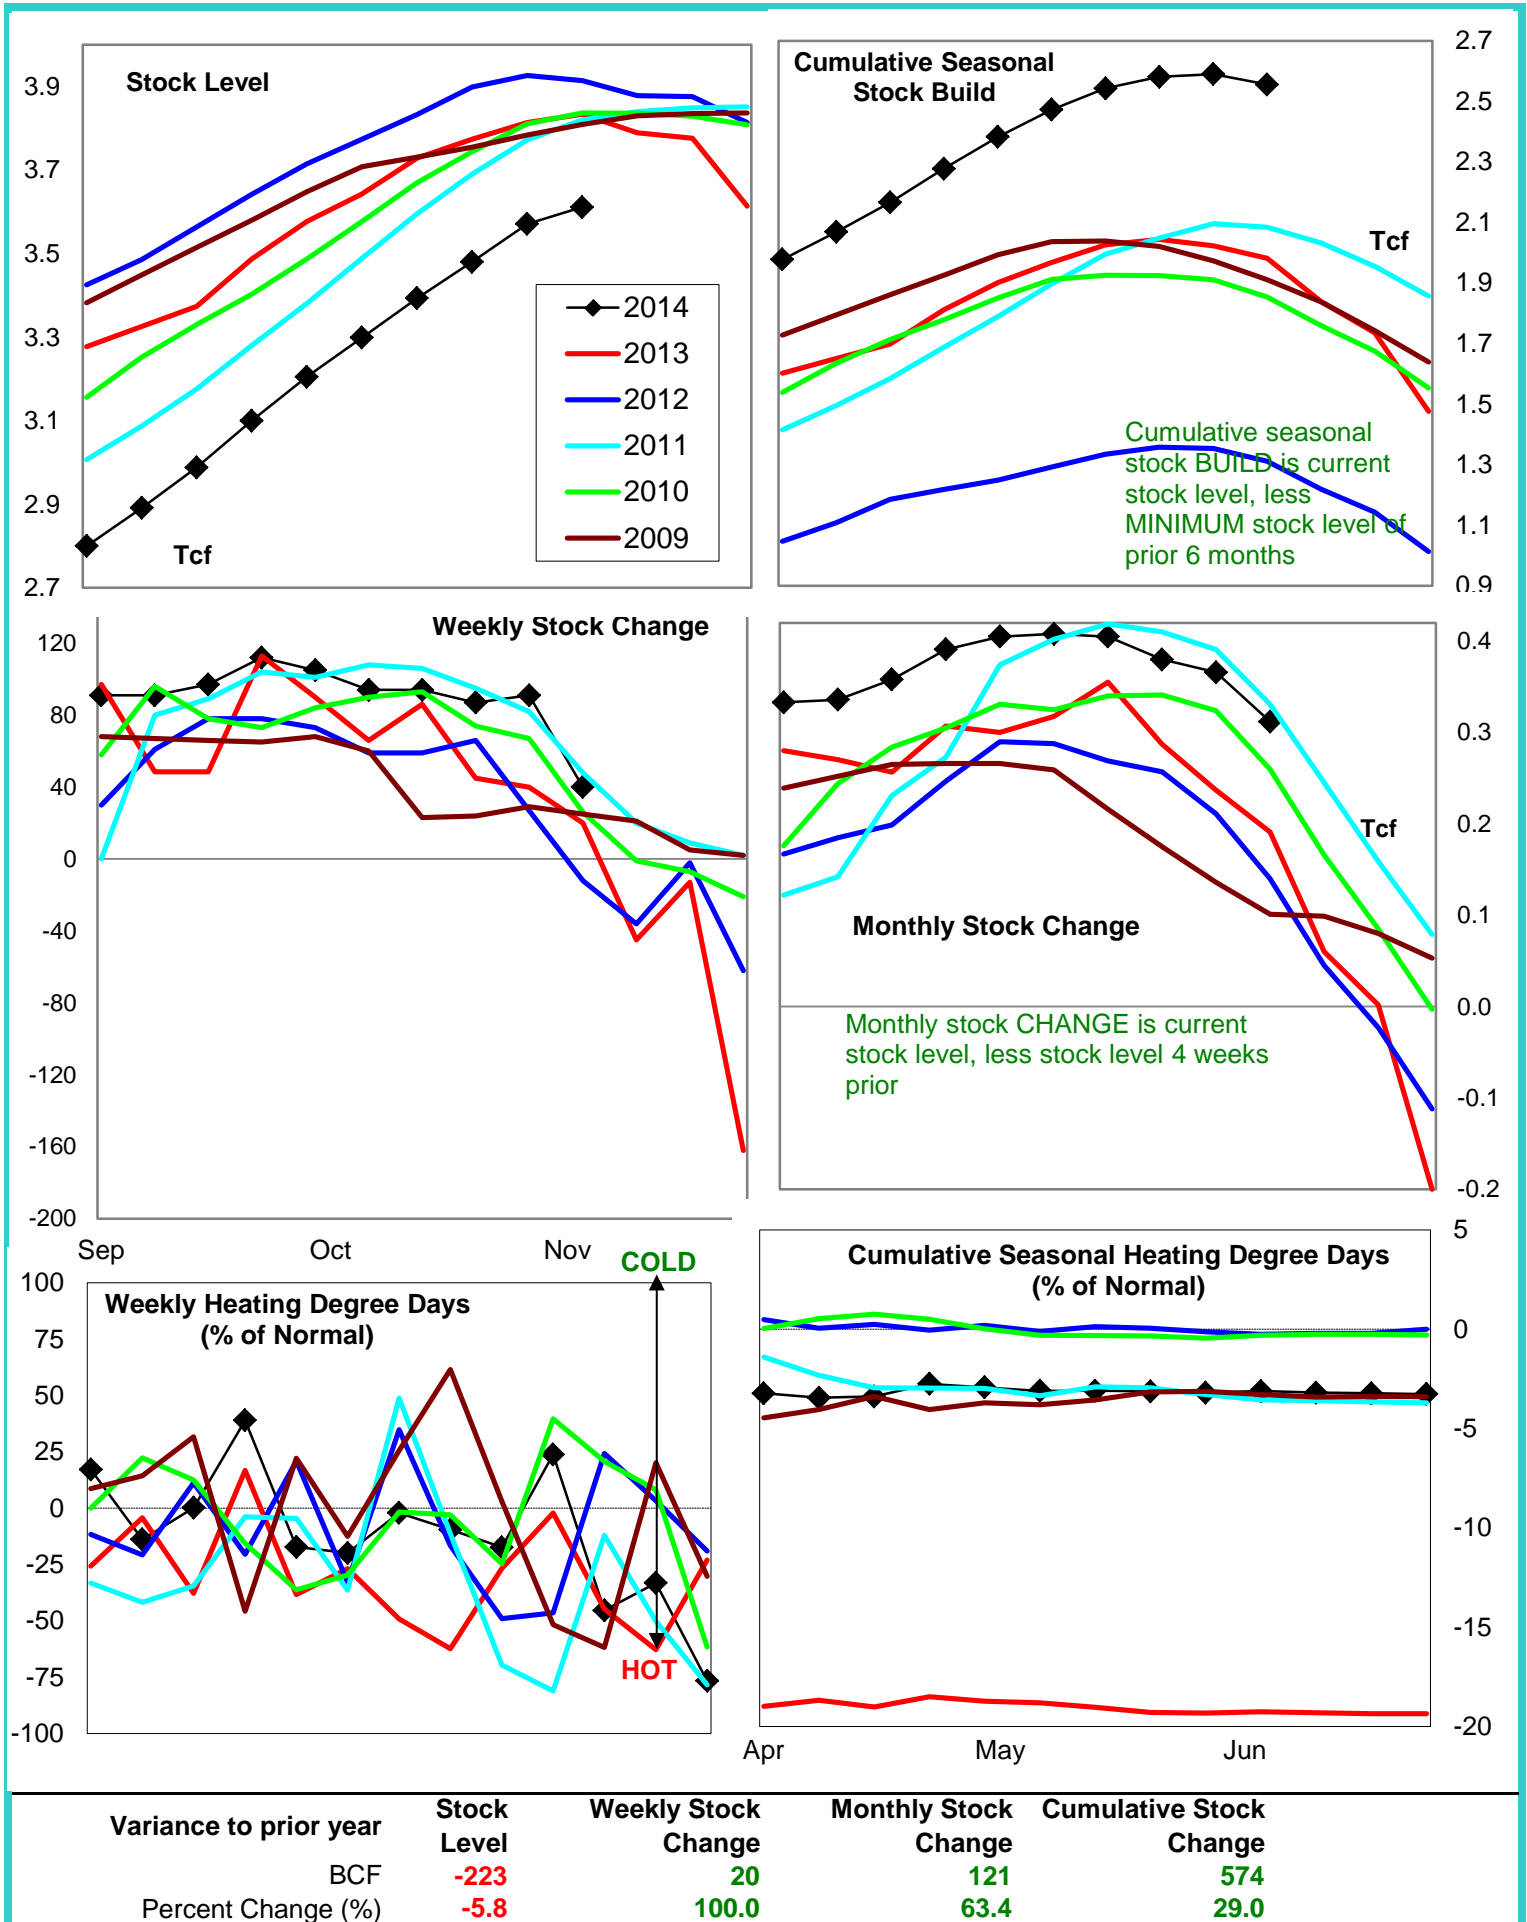 Stock Level
3.9
3.7
3.5
3.3
3.1
2.9
2.7
Tcf
2014
2013
2012
2011
2010
2009
Cumulative Seasonal
Stock Build
2.7
2.5
2.3
2.1
1.9
1.7
1.5
1.3
1.1
0.9
Tcf
Cumulative seasonal
stock BUILD is current
stock level, less
MINIMUM stock level of
prior 6 months
Weekly Stock Change
120
80
40
0
-40
-80
-120
-160
-200
Sep
Oct
Nov
0.4
0.3
0.2
0.1
0.0
-0.1
-0.2
Tcf
Monthly Stock Change
Monthly stock CHANGE is current
stock level, less stock level 4 weeks
prior
COLD
Weekly Heating Degree Days
(% of Normal)
100
75
50
25
0
-25
-50
-75
-100
HOT
Cumulative Seasonal Heating Degree Days
(% of Normal)
5
0
-5
-10
-15
-20
Apr
May
Jun
Variance to prior year
Stock
Level
Weekly Stock
Change
Monthly Stock
Change
Cumulative Stock
Change
BCF -223 20 121 574
Percent Change (%) -5.8 100.0 63.4 29.0